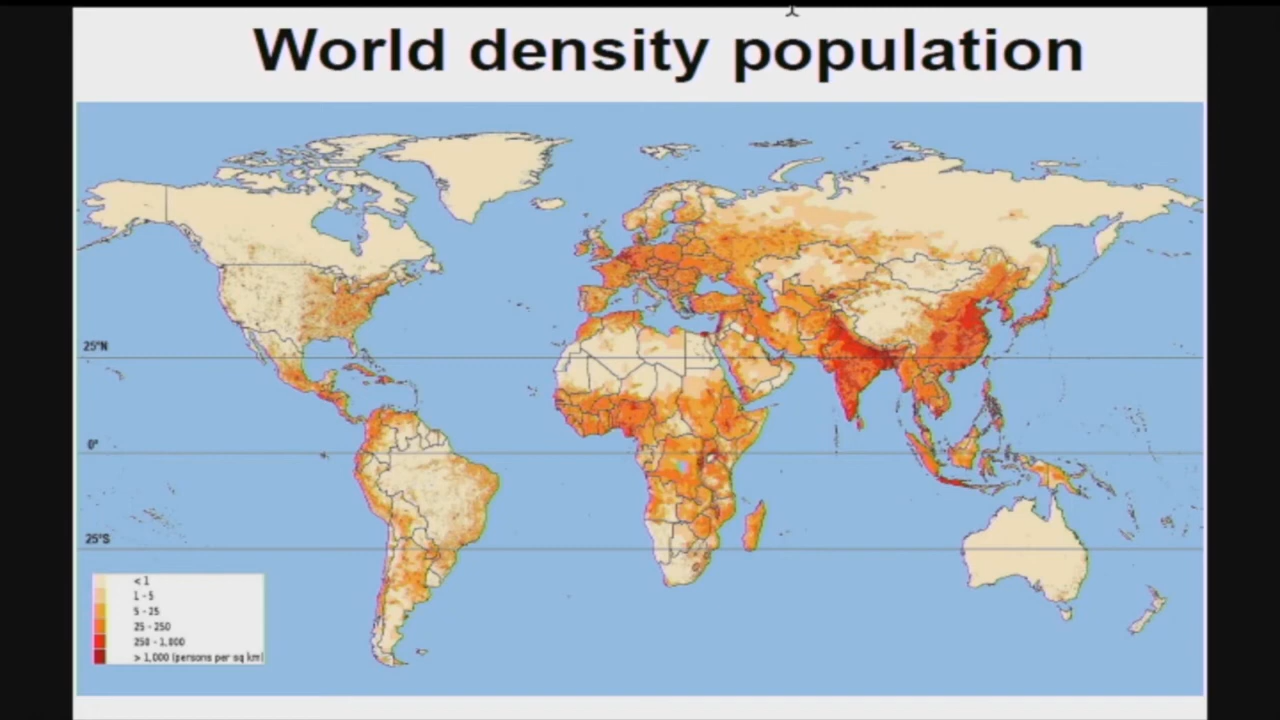 World density population
25°N
0°
25°S
< 1
1 - 5
5 - 25
25 - 250
250 - 1,000
> 1,000 (persons per sq km)